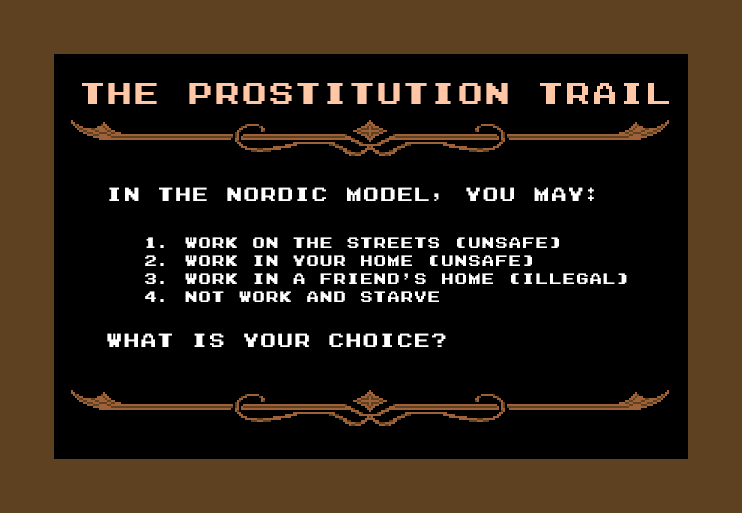 THE PROSTITUTION TRAIL
IN THE NORDIC MODEL, YOU MAY:
1. WORK ON THE STREETS (UNSAFE)
2. WORK IN YOUR HOME (UNSAFE)
3. WORK IN A FRIEND'S HOME (ILLEGAL)
4. NOT WORK AND STARVE
WHAT IS YOUR CHOICE?